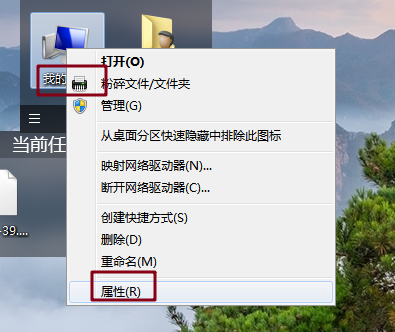 打开(O)
我的
粉碎文件/文件夹
管理(G)
从桌面分区快速隐藏中排除此图标
当前任
映射网络驱动器(N)...
断开网络驱动器(C)...
创建快捷方式(S)
-39....
删除(D)
重命名(M)
属性(R)